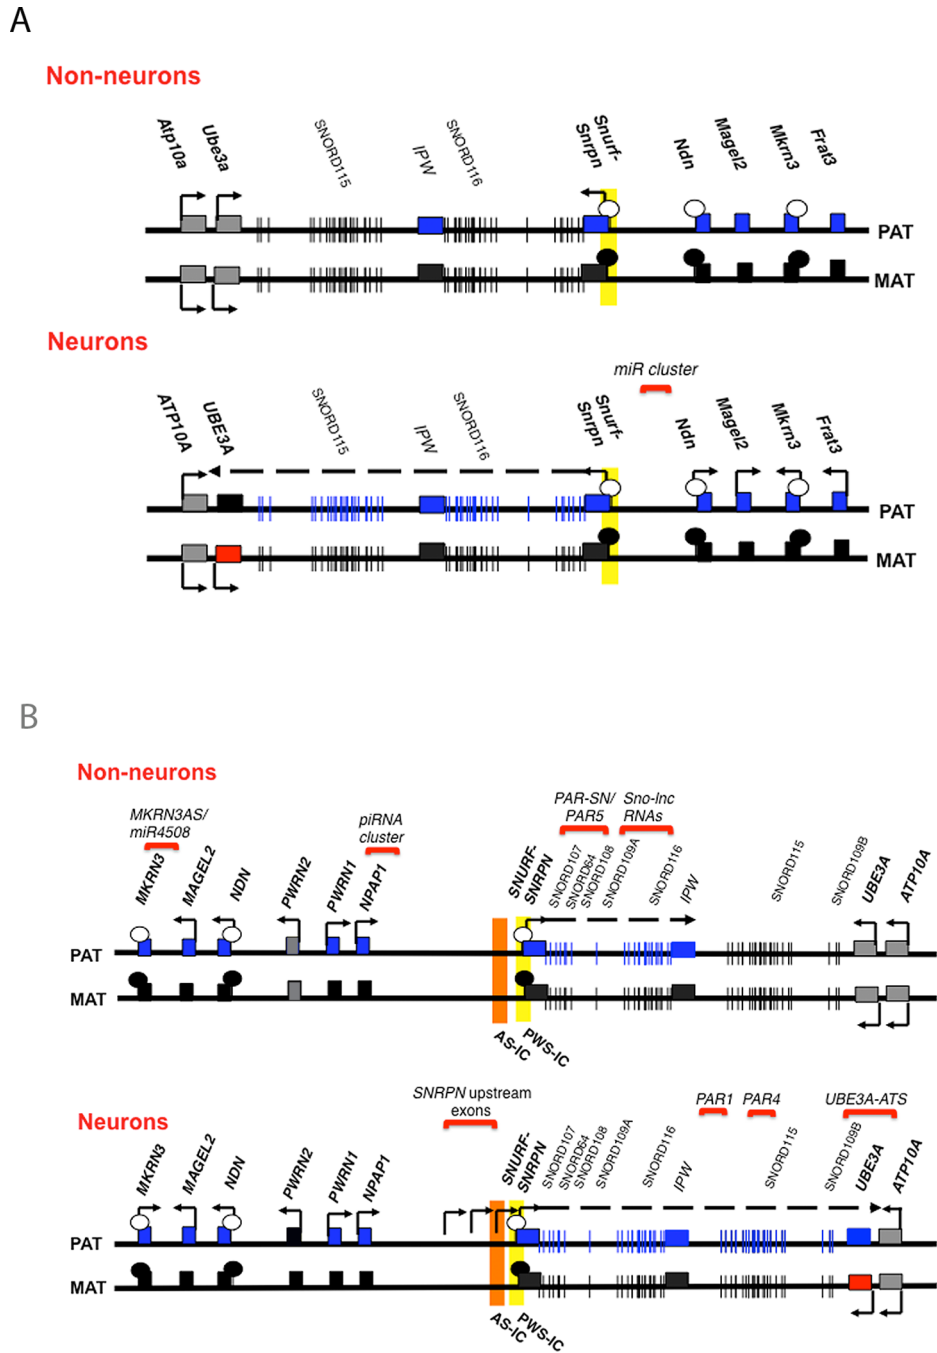 A
Non-neurons
Atp10a
Ube3a
SNORD115
IPW
SNORD116
Snurf-
Snrpn
Ndn
Magel2
Mkrn3
Frat3
PAT
MAT
Neurons
miR cluster
ATP10A
UBE3A
SNORD115
IPW
SNORD116
Snurf-
Snrpn
Ndn
Magel2
Mkrn3
Frat3
PAT
MAT
B
Non-neurons
MKRN3AS/
miR4508
piRNA
cluster
PAR-SN/
PAR5
Sno-lnc
RNAs
MKRN3
MAGEL2
NDN
PWRN2
PWRN1
NPAP1
SNURF-
SNRPN
SNORD107
SNORD64
SNORD108
SNORD109A
SNORD116
IPW
SNORD115
SNORD109B
UBE3A
ATP10A
PAT
MAT
AS-IC
PWS-IC
Neurons
SNRPN upstream
exons
PAR1
PAR4
UBE3A-ATS
MKRN3
MAGEL2
NDN
PWRN2
PWRN1
NPAP1
SNURF-
SNRPN
SNORD107
SNORD64
SNORD108
SNORD109A
SNORD116
IPW
SNORD115
SNORD109B
UBE3A
ATP10A
PAT
MAT
AS-IC
PWS-IC